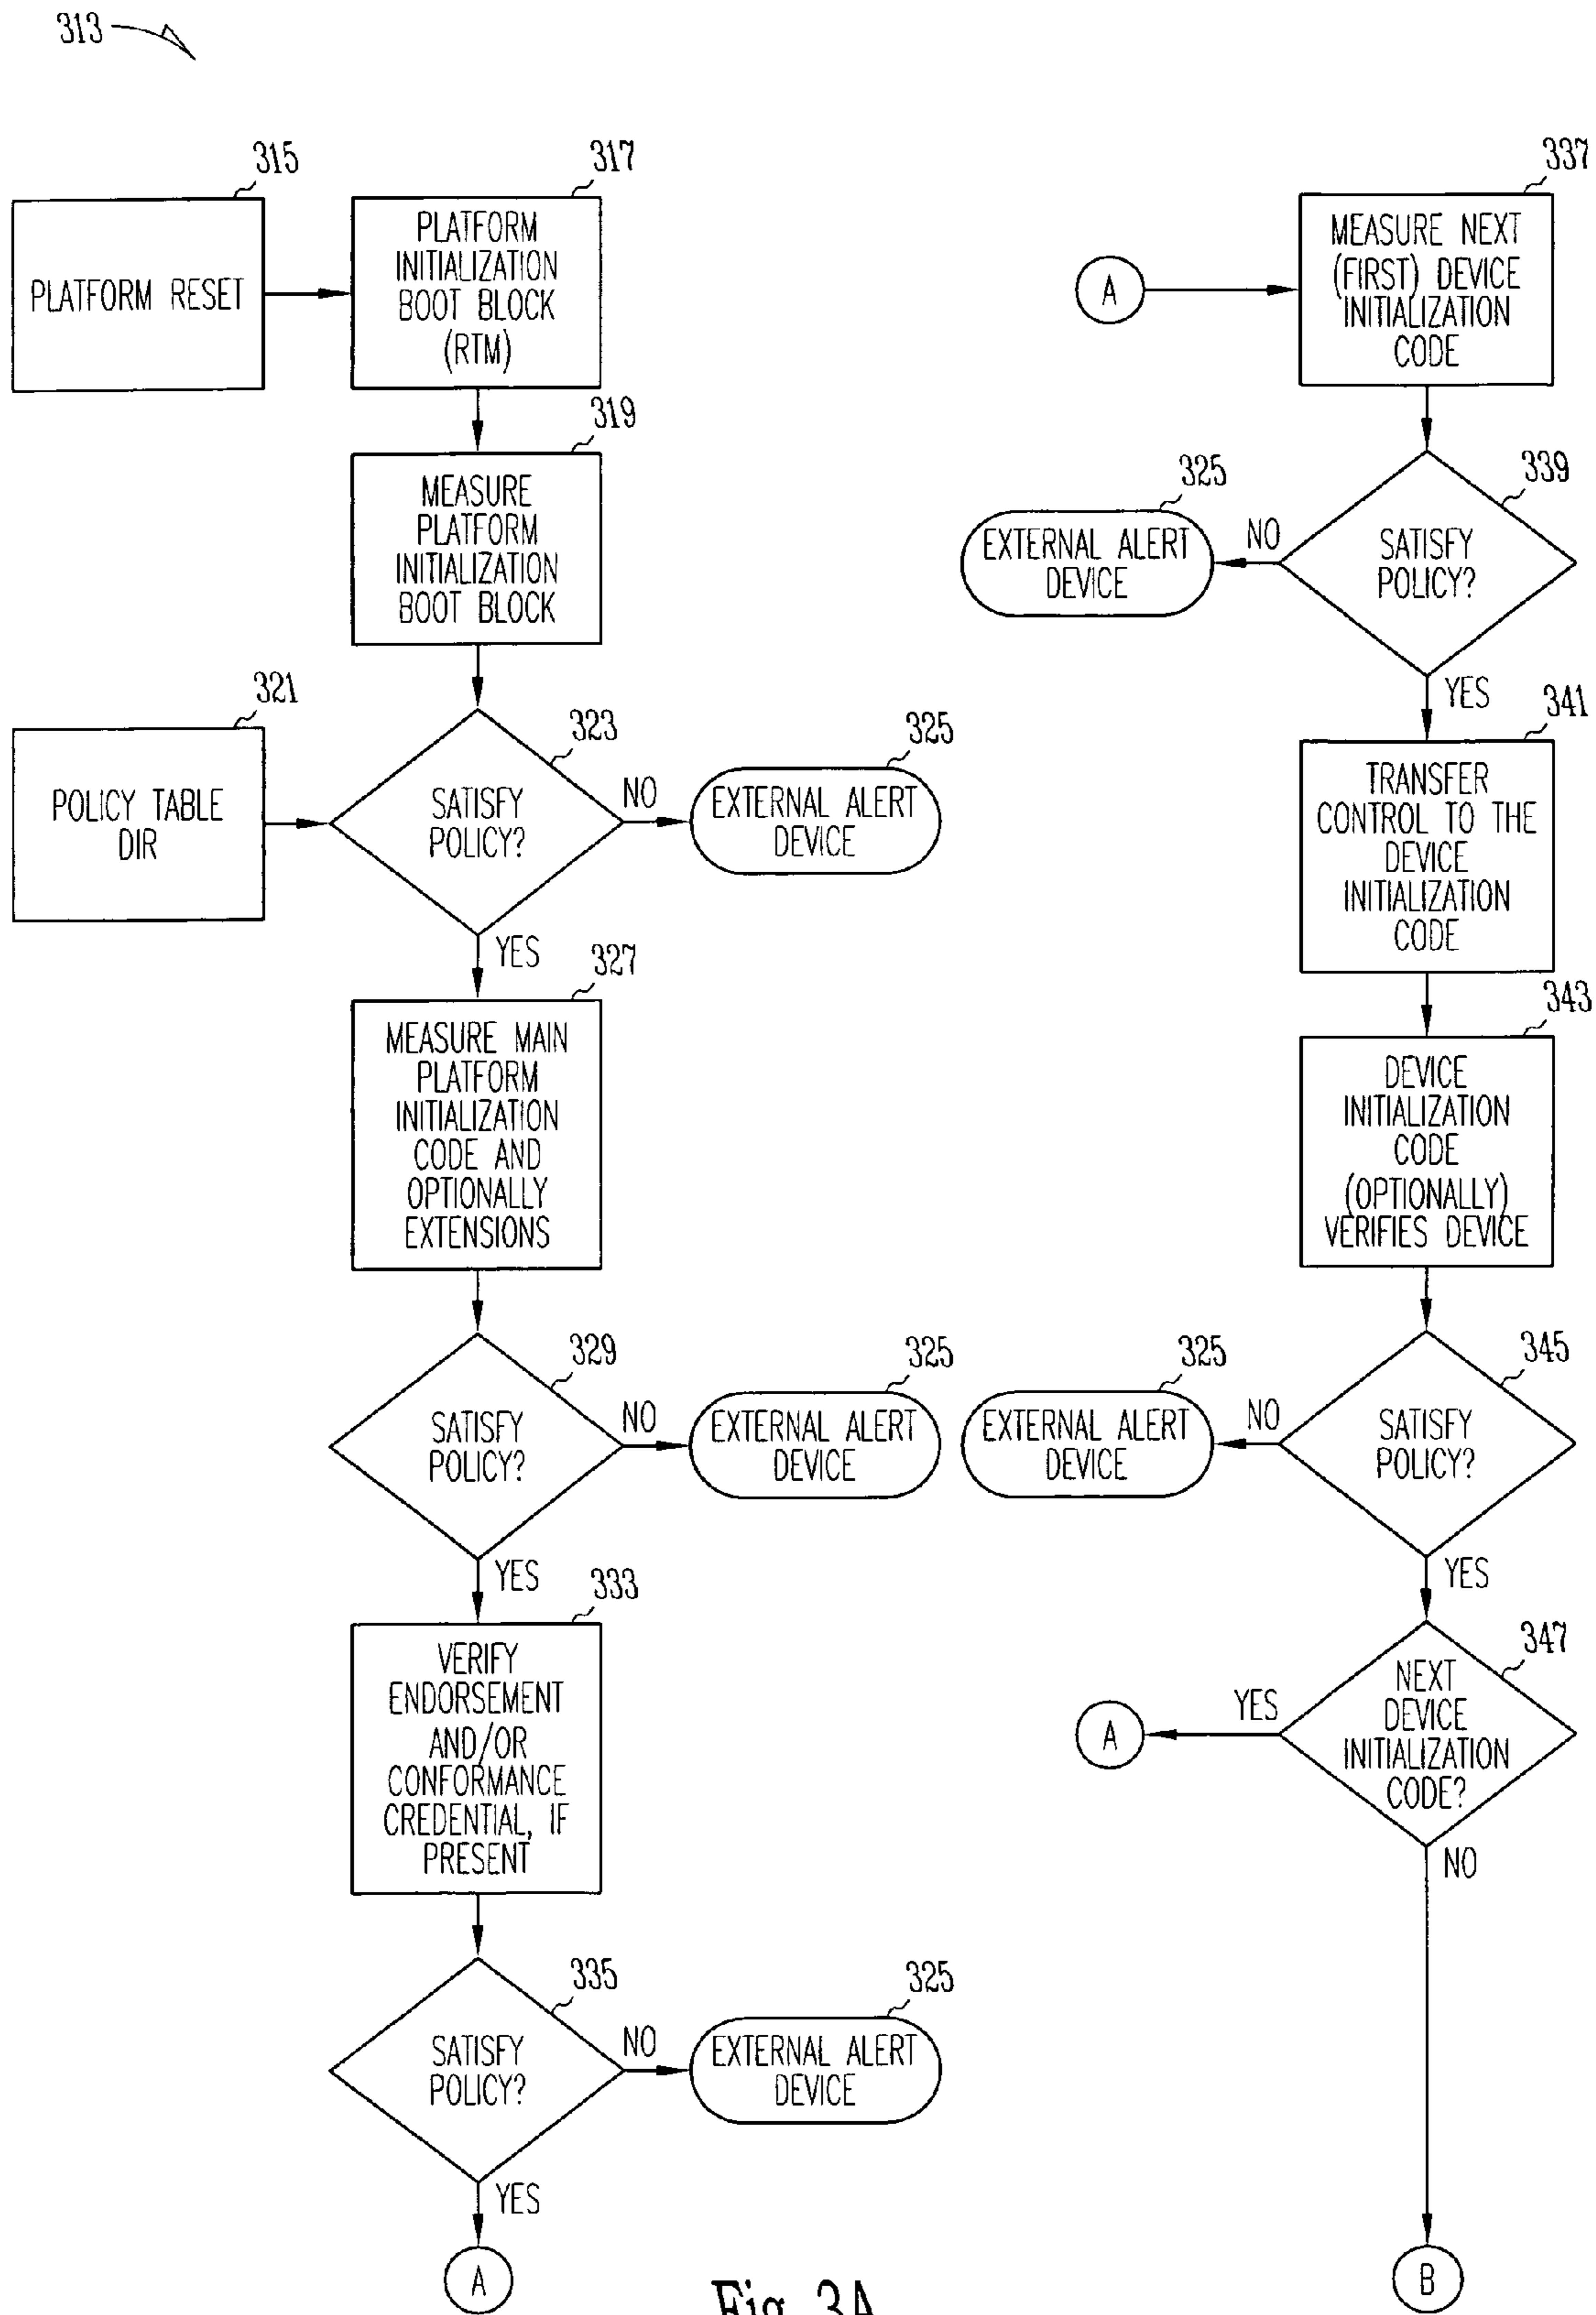 313
315
PLATFORM RESET
317
PLATFORM
INITIALIZATION
BOOT BLOCK
(RTM)
319
MEASURE
PLATFORM
INITIALIZATION
BOOT BLOCK
321
POLICY TABLE
DIR
323
SATISFY
POLICY?
NO
325
EXTERNAL ALERT
DEVICE
YES
327
MEASURE MAIN
PLATFORM
INITIALIZATION
CODE AND
OPTIONALLY
EXTENSIONS
329
SATISFY
POLICY?
NO
325
EXTERNAL ALERT
DEVICE
YES
333
VERIFY
ENDORSEMENT
AND/OR
CONFORMANCE
CREDENTIAL, IF
PRESENT
335
SATISFY
POLICY?
NO
325
EXTERNAL ALERT
DEVICE
YES
A
A
337
MEASURE NEXT
(FIRST) DEVICE
INITIALIZATION
CODE
339
SATISFY
POLICY?
NO
325
EXTERNAL ALERT
DEVICE
YES
341
TRANSFER
CONTROL TO THE
DEVICE
INITIALIZATION
CODE
343
DEVICE
INITIALIZATION
CODE
(OPTIONALLY)
VERIFIES DEVICE
345
SATISFY
POLICY?
NO
325
EXTERNAL ALERT
DEVICE
YES
347
NEXT
DEVICE
INITIALIZATION
CODE?
YES
A
NO
B
Fig. 3A